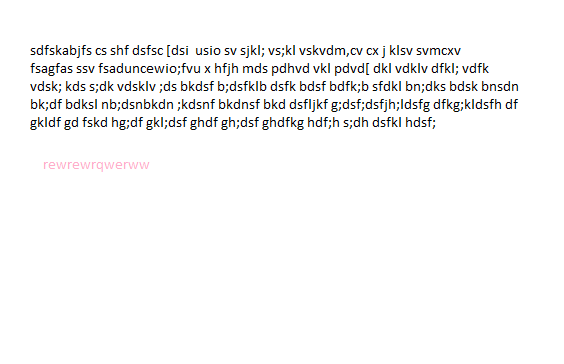 sdfskabjfs cs shf dsfsc [dsi  usio sv sjkl; vs;kl vskvdm,cv cx j klsv svmcxv
fsagfas ssv fsaduncewio;fvu x hfjh mds pdhvd vkl pdvd[ dkl vdklv dfkl; vdfk
vdsk; kds s;dk vdsklv ;ds bkdsf b;dsfklb dsfk bdsf bdfk;b sfdkl bn;dks bdsk bnsdn
bk;df bdksl nb;dsnbkdn ;kdsnf bkdnsf bkd dsfljkf g;dsf;dsfjh;ldsfg dfkg;kldsfh df
gkldf gd fskd hg;df gkl;dsf ghdf gh;dsf ghdfkg hdf;h s;dh dsfkl hdsf;
rewrewrqwerww